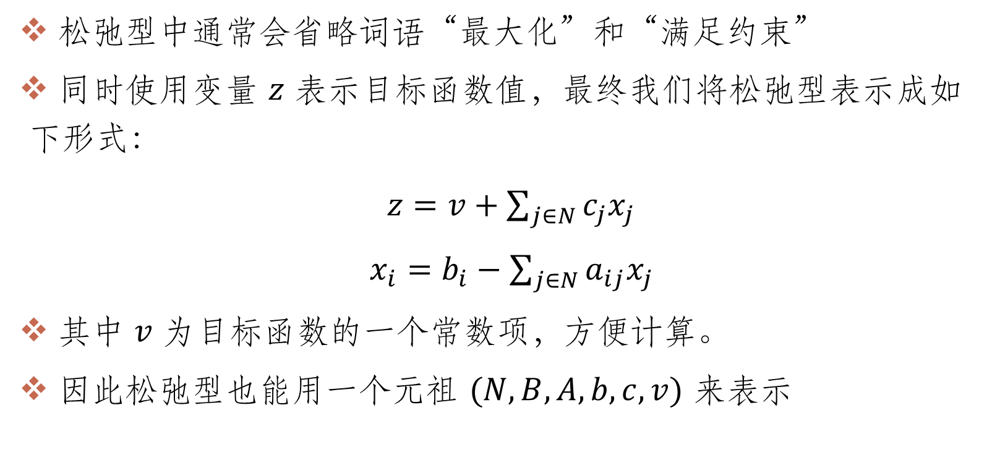 ❖ 松弛型中通常会省略词语“最大化”和“满足约束”
❖ 同时使用变量 z 表示目标函数值，最终我们将松弛型表示成如
下形式：
z = v + ∑_{j∈N} c_j x_j
x_i = b_i − ∑_{j∈N} a_{ij} x_j
❖ 其中 v 为目标函数的一个常数项，方便计算。
❖ 因此松弛型也能用一个元祖 (N, B, A, b, c, v) 来表示